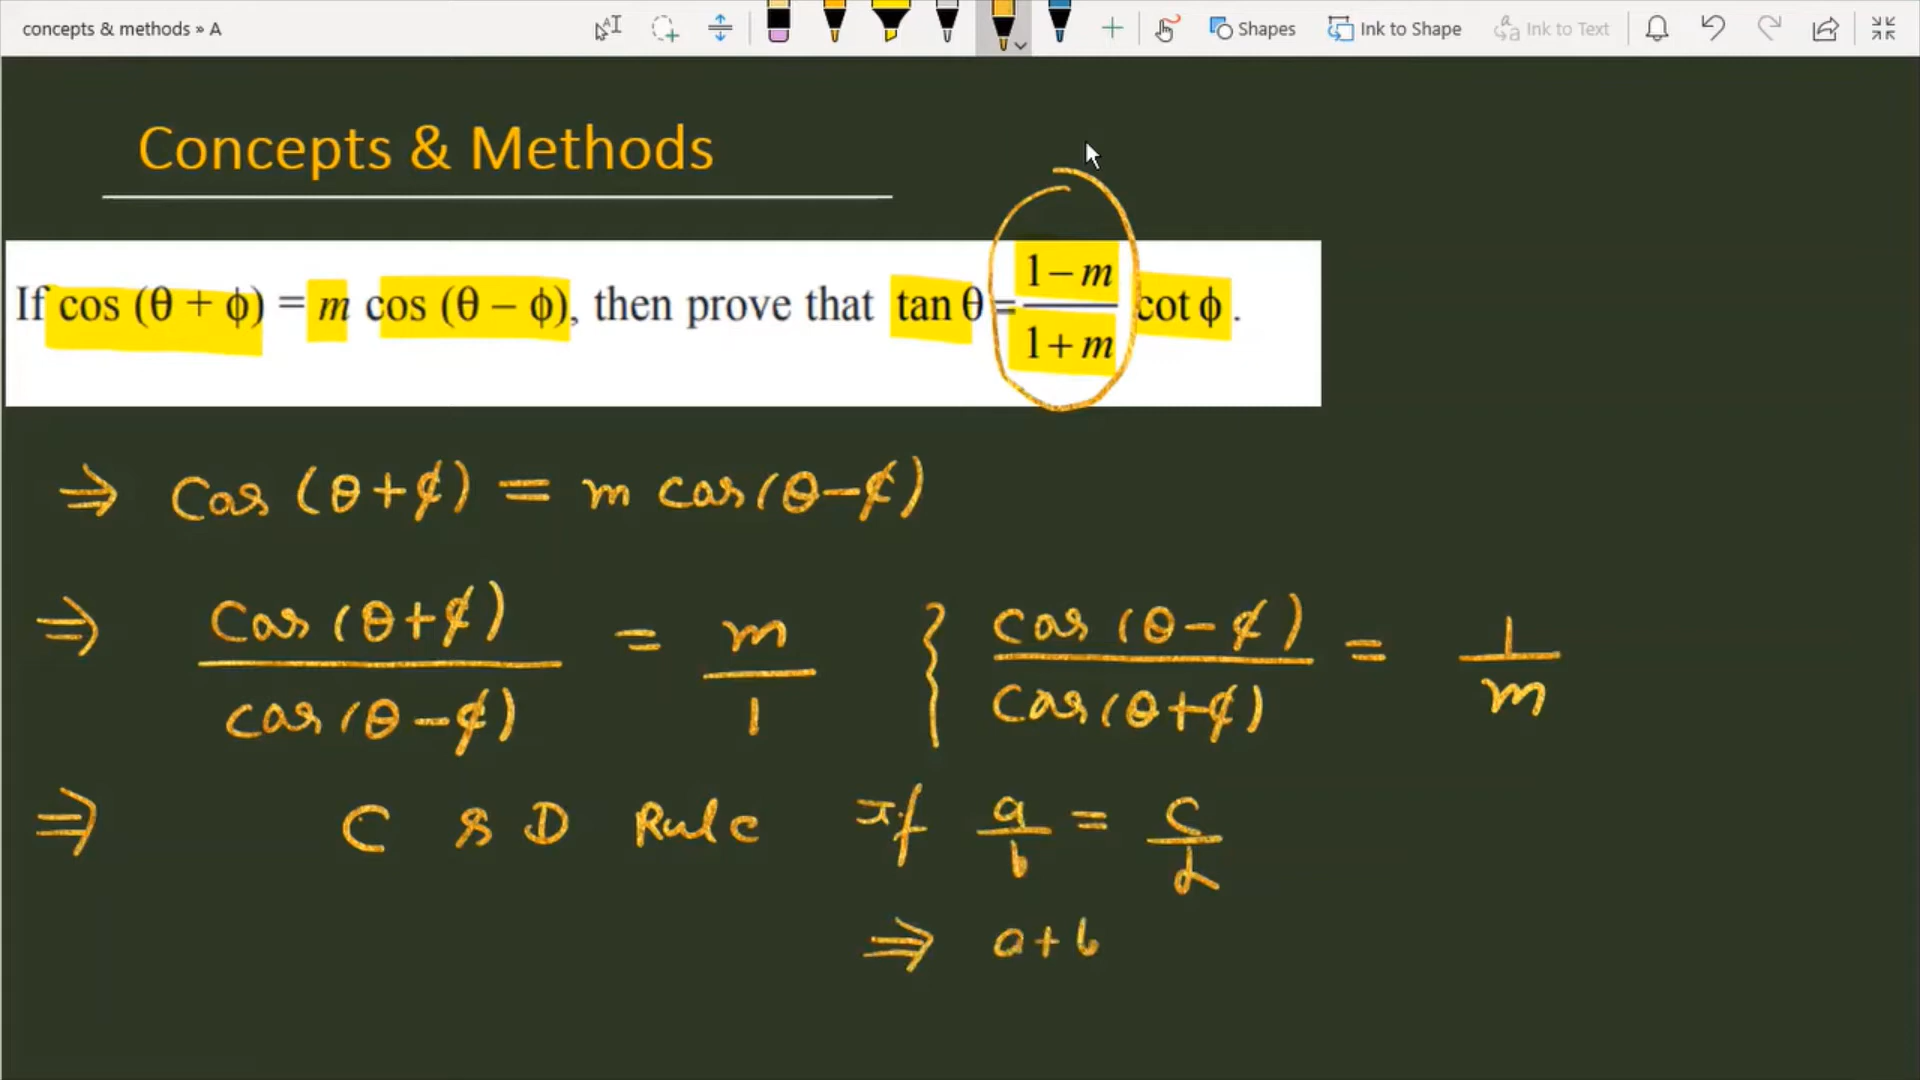 concepts & methods » A
Shapes
Ink to Shape
Ink to Text
Concepts & Methods
If cos (θ + ϕ) = m cos (θ − ϕ), then prove that tan θ = (1−m)/(1+m) cot ϕ.
⇒ Cos (θ+ϕ) = m cos(θ−ϕ)
⇒ Cos (θ+ϕ) / cos(θ−ϕ) = m/1 } cos (θ−ϕ) / Cos(θ+ϕ) = 1/m
⇒ C & D Rule If a/b = c/d
⇒ a+b